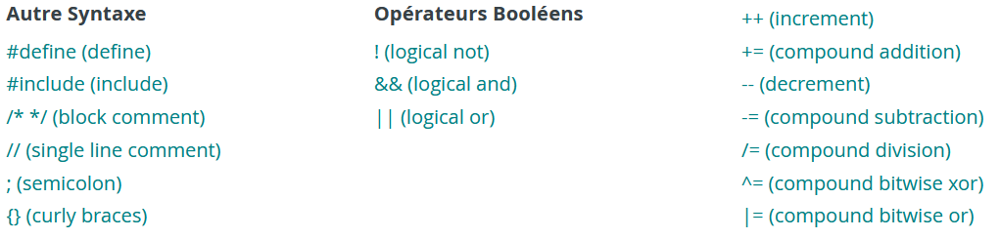 Autre Syntaxe
#define (define)
#include (include)
/* */ (block comment)
// (single line comment)
; (semicolon)
{} (curly braces)
Opérateurs Booléens
! (logical not)
&& (logical and)
|| (logical or)
++ (increment)
+= (compound addition)
-- (decrement)
-= (compound subtraction)
/= (compound division)
^= (compound bitwise xor)
|= (compound bitwise or)